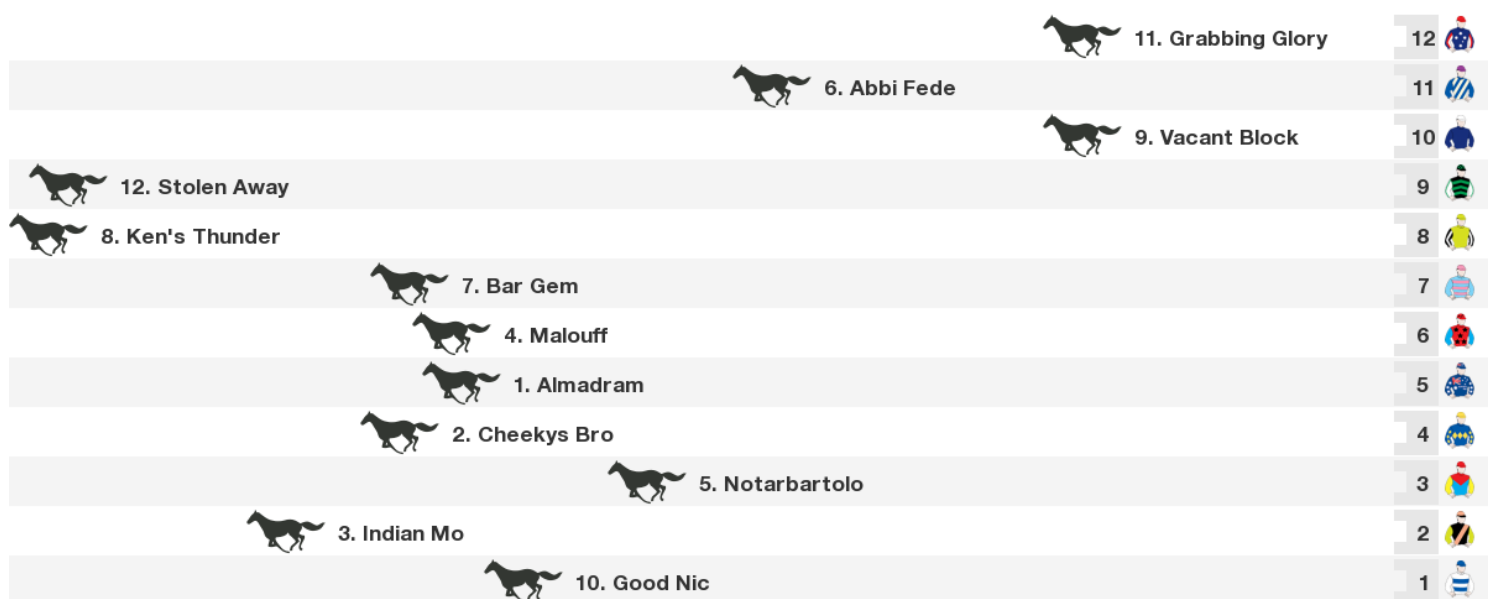 11. Grabbing Glory 12
6. Abbi Fede 11
9. Vacant Block 10
12. Stolen Away 9
8. Ken's Thunder 8
7. Bar Gem 7
4. Malouff 6
1. Almadram 5
2. Cheekys Bro 4
5. Notarbartolo 3
3. Indian Mo 2
10. Good Nic 1